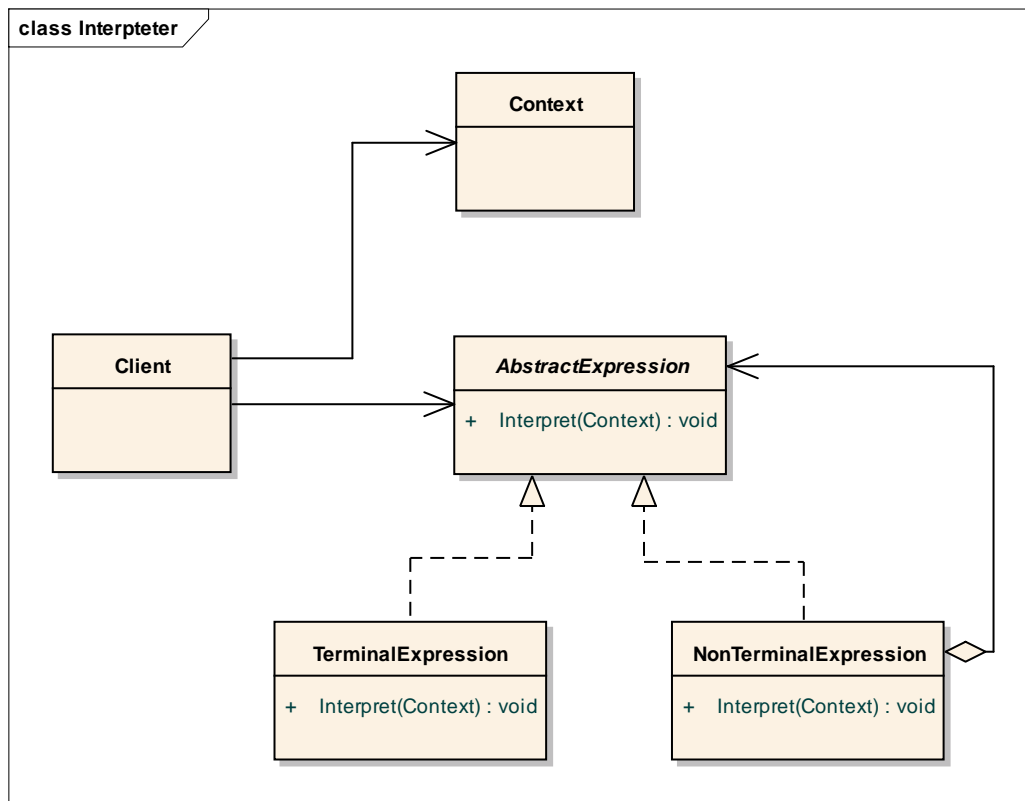 class Interpteter
Context
Client
AbstractExpression
+ Interpret(Context) : void
TerminalExpression
+ Interpret(Context) : void
NonTerminalExpression
+ Interpret(Context) : void